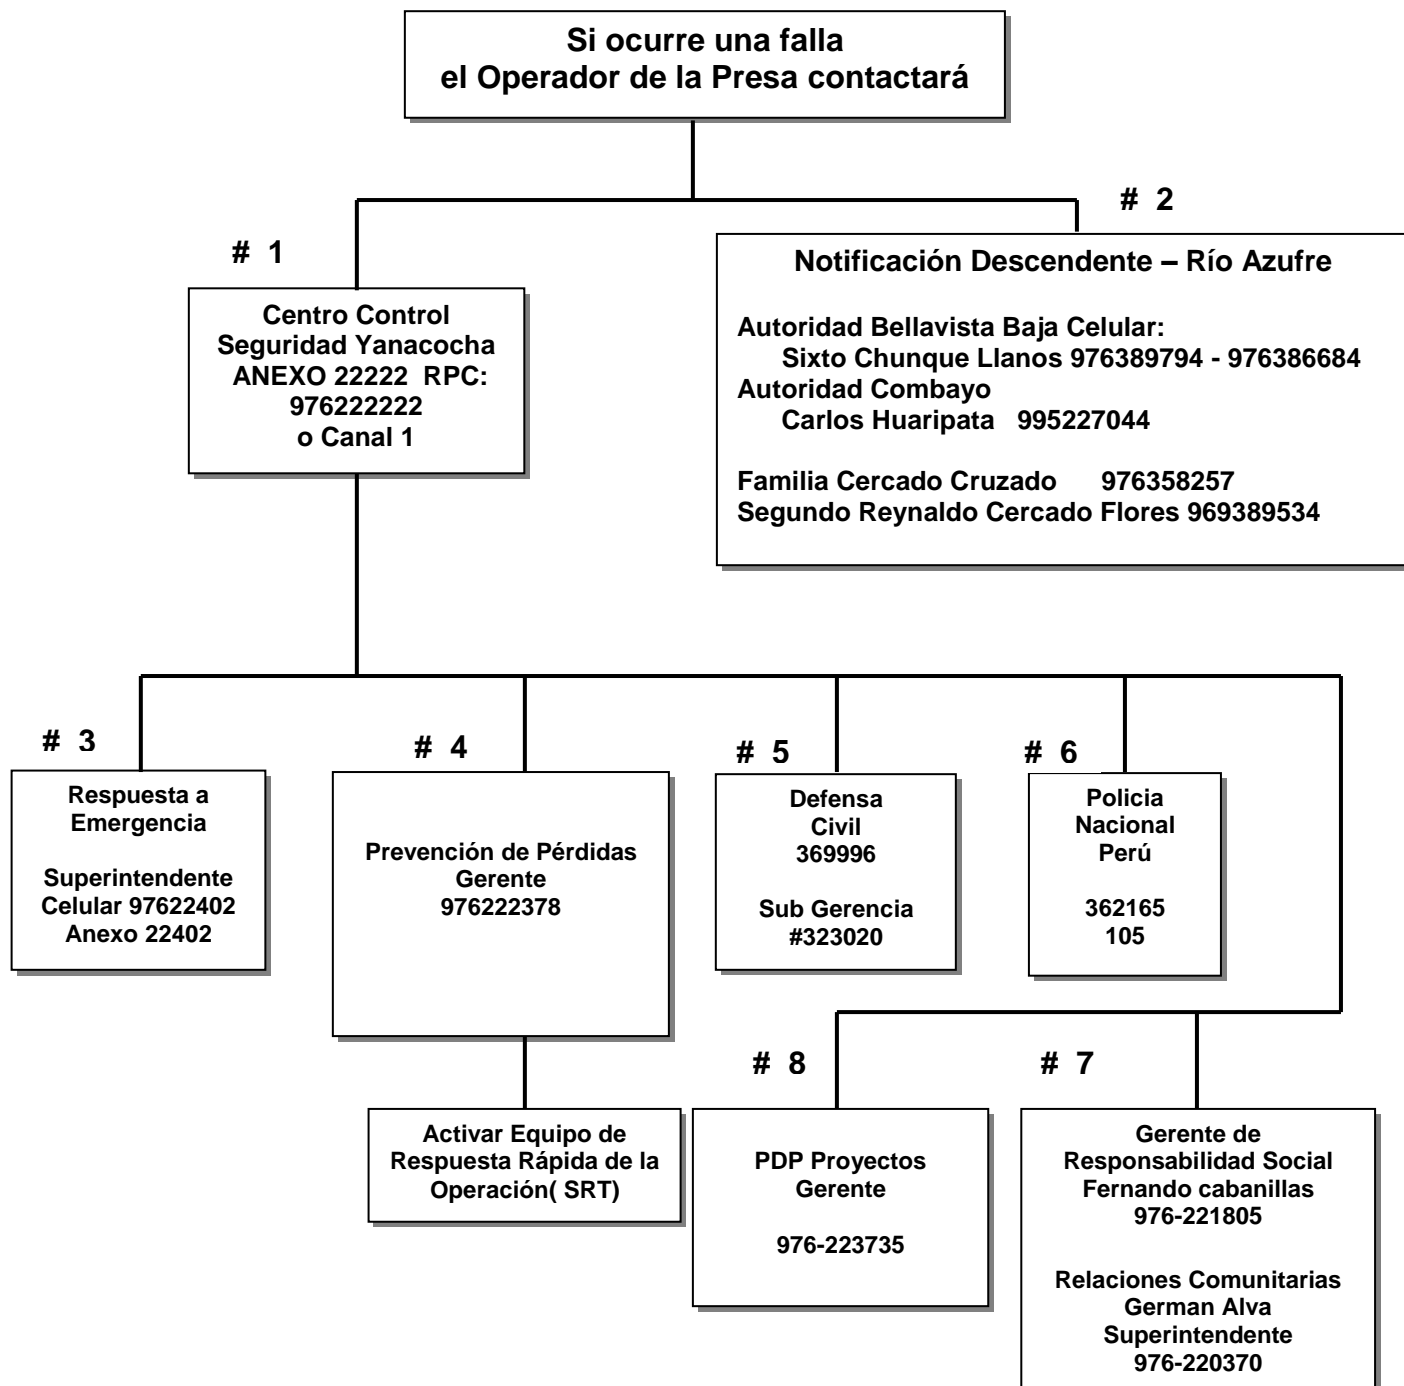 Si ocurre una falla
el Operador de la Presa contactará
# 1
Centro Control
Seguridad Yanacocha
ANEXO 22222 RPC:
976222222
o Canal 1
# 2
Notificación Descendente – Río Azufre
Autoridad Bellavista Baja Celular:
Sixto Chunque Llanos 976389794 - 976386684
Autoridad Combayo
Carlos Huaripata 995227044
Familia Cercado Cruzado 976358257
Segundo Reynaldo Cercado Flores 969389534
# 3
Respuesta a
Emergencia
Superintendente
Celular 97622402
Anexo 22402
# 4
Prevención de Pérdidas
Gerente
976222378
Activar Equipo de
Respuesta Rápida de la
Operación( SRT)
# 5
Defensa
Civil
369996
Sub Gerencia
#323020
# 6
Policia
Nacional
Perú
362165
105
# 8
PDP Proyectos
Gerente
976-223735
# 7
Gerente de
Responsabilidad Social
Fernando cabanillas
976-221805
Relaciones Comunitarias
German Alva
Superintendente
976-220370